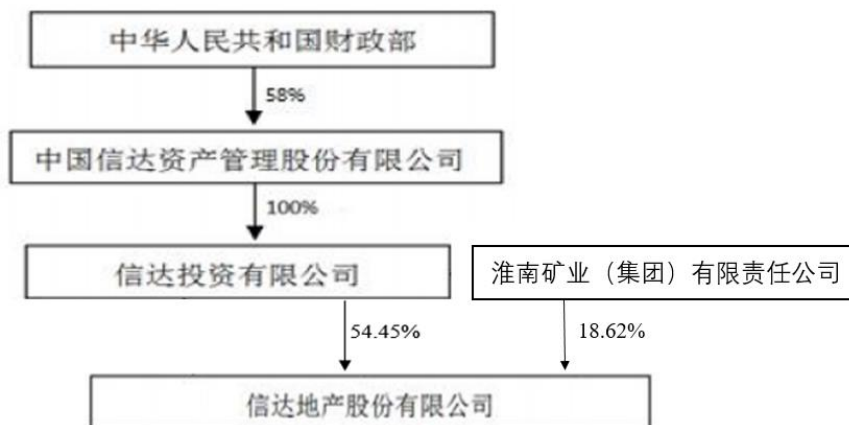 中华人民共和国财政部
58%
中国信达资产管理股份有限公司
100%
信达投资有限公司
淮南矿业（集团）有限责任公司
54.45%
18.62%
信达地产股份有限公司